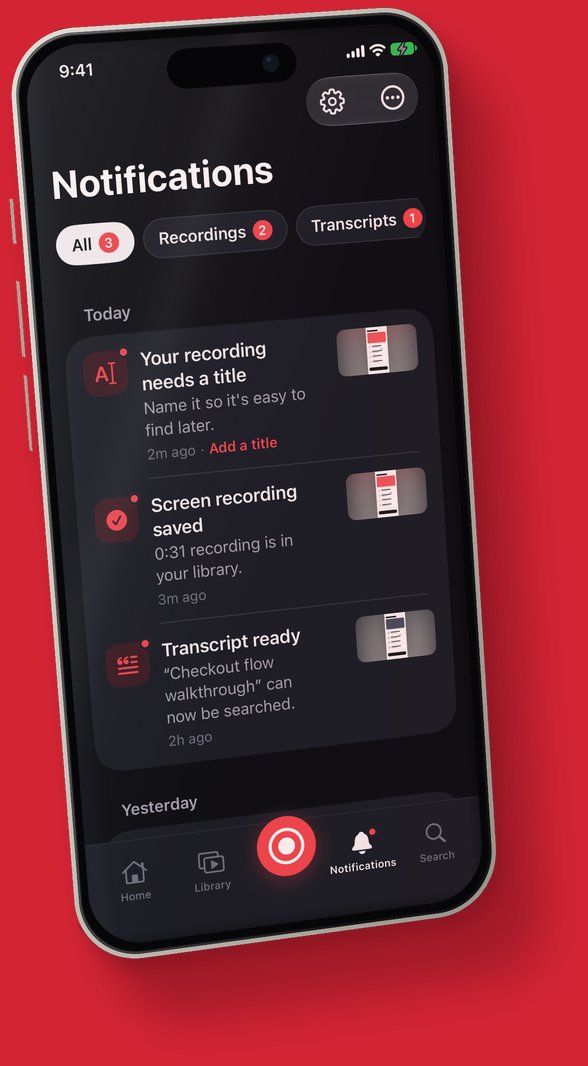 9:41
Notifications
All 3
Recordings 2
Transcripts 1
Today
Your recording
needs a title
Name it so it's easy to
find later.
2m ago · Add a title
Screen recording
saved
0:31 recording is in
your library.
3m ago
Transcript ready
“Checkout flow
walkthrough” can
now be searched.
2h ago
Yesterday
Home
Library
Notifications
Search